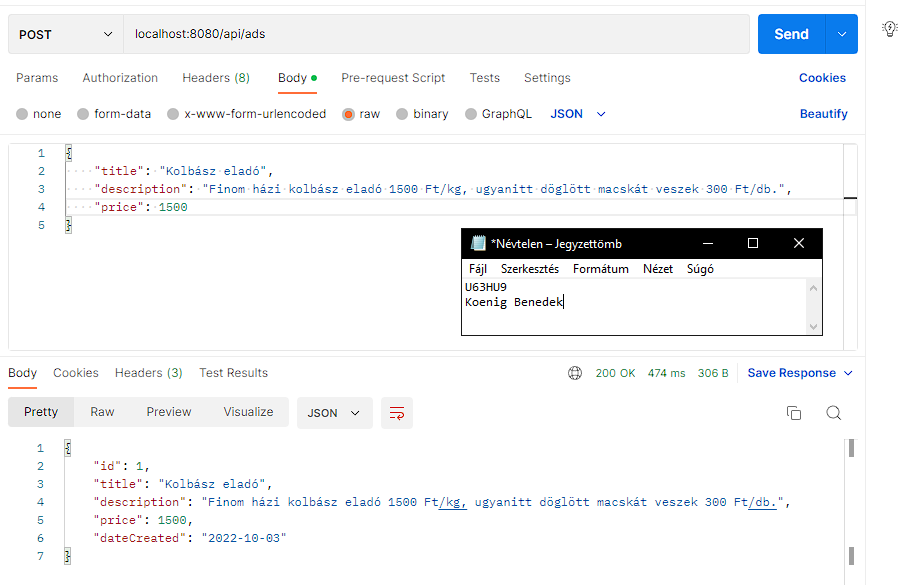 POST localhost:8080/api/ads Send
Params Authorization Headers (8) Body Pre-request Script Tests Settings Cookies
none form-data x-www-form-urlencoded raw binary GraphQL JSON Beautify
1 {
2 "title": "Kolbász eladó",
3 "description": "Finom házi kolbász eladó 1500 Ft/kg, ugyanitt döglött macskát veszek 300 Ft/db.",
4 "price": 1500
5 }
*Névtelen – Jegyzettömb
Fájl Szerkesztés Formátum Nézet Súgó
U63HU9
Koenig Benedek
Body Cookies Headers (3) Test Results 200 OK 474 ms 306 B Save Response
Pretty Raw Preview Visualize JSON
1 {
2 "id": 1,
3 "title": "Kolbász eladó",
4 "description": "Finom házi kolbász eladó 1500 Ft/kg, ugyanitt döglött macskát veszek 300 Ft/db.",
5 "price": 1500,
6 "dateCreated": "2022-10-03"
7 }